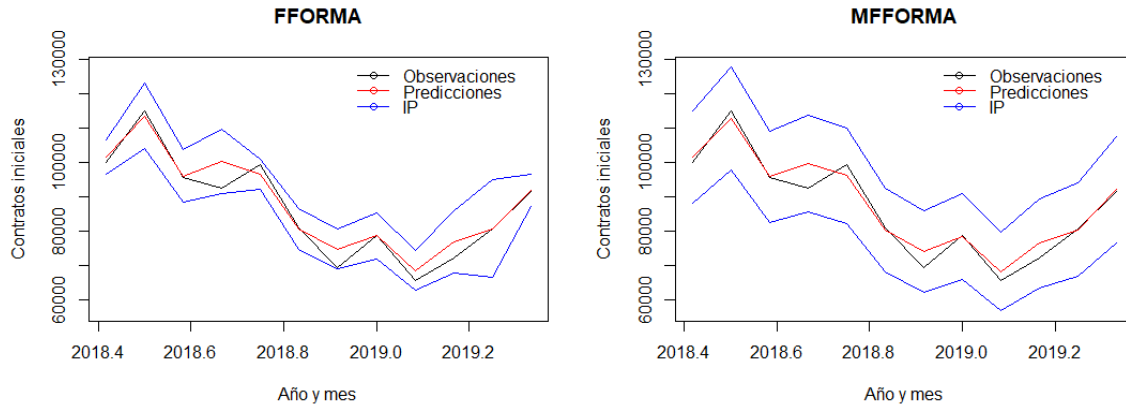 FFORMA
Contratos iniciales
130000
100000
80000
60000
Observaciones
Predicciones
IP
2018.4 2018.6 2018.8 2019.0 2019.2
Año y mes
MFFORMA
Contratos iniciales
130000
100000
80000
60000
Observaciones
Predicciones
IP
2018.4 2018.6 2018.8 2019.0 2019.2
Año y mes